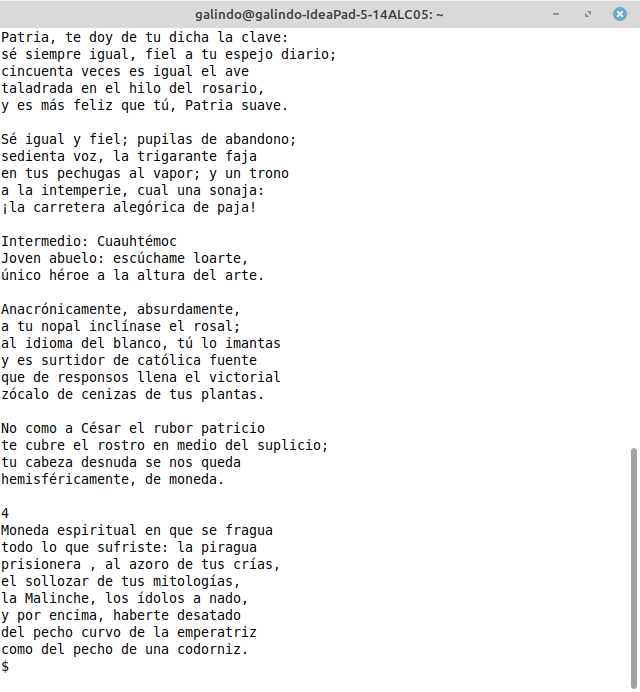 galindo@galindo-IdeaPad-5-14ALC05: ~
Patria, te doy de tu dicha la clave:
sé siempre igual, fiel a tu espejo diario;
cincuenta veces es igual el ave
taladrada en el hilo del rosario,
y es más feliz que tú, Patria suave.

Sé igual y fiel; pupilas de abandono;
sedienta voz, la trigarante faja
en tus pechugas al vapor; y un trono
a la intemperie, cual una sonaja:
¡la carretera alegórica de paja!

Intermedio: Cuauhtémoc
Joven abuelo: escúchame loarte,
único héroe a la altura del arte.

Anacrónicamente, absurdamente,
a tu nopal inclínase el rosal;
al idioma del blanco, tú lo imantas
y es surtidor de católica fuente
que de responsos llena el victorial
zócalo de cenizas de tus plantas.

No como a César el rubor patricio
te cubre el rostro en medio del suplicio;
tu cabeza desnuda se nos queda
hemisféricamente, de moneda.

4
Moneda espiritual en que se fragua
todo lo que sufriste: la piragua
prisionera , al azoro de tus crías,
el sollozar de tus mitologías,
la Malinche, los ídolos a nado,
y por encima, haberte desatado
del pecho curvo de la emperatriz
como del pecho de una codorniz.
$